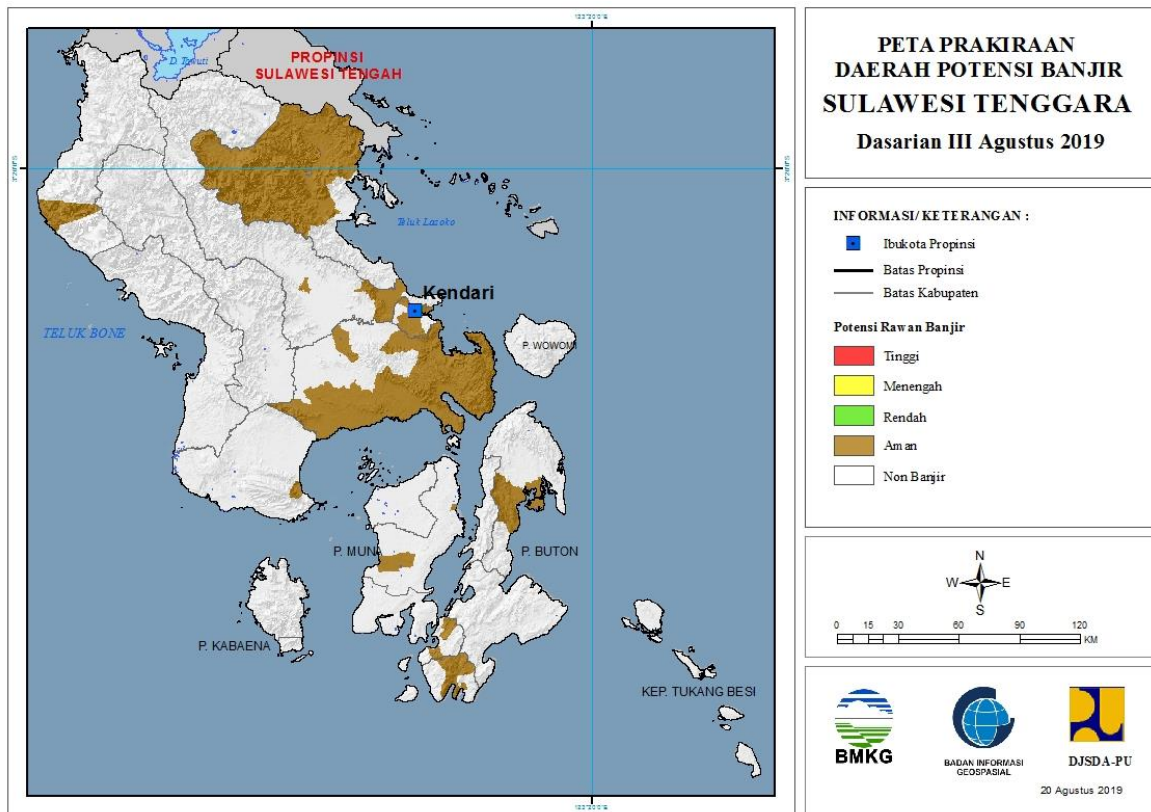 PETA PRAKIRAAN
DAERAH POTENSI BANJIR
SULAWESI TENGGARA
Dasarian III Agustus 2019
INFORMASI/ KETERANGAN :
Ibukota Propinsi
Batas Propinsi
Batas Kabupaten
Potensi Rawan Banjir
Tinggi
Menengah
Rendah
Aman
Non Banjir
N
W E
S
0 15 30 60 90 120
KM
BMKG
BADAN INFORMASI
GEOSPASIAL
DJSDA-PU
20 Agustus 2019
PROPINSI
SULAWESI TENGAH
Teluk Lasoko
Kendari
TELUK BONE
P. WOWONI
P. MUNA
P. BUTON
P. KABAENA
KEP. TUKANG BESI